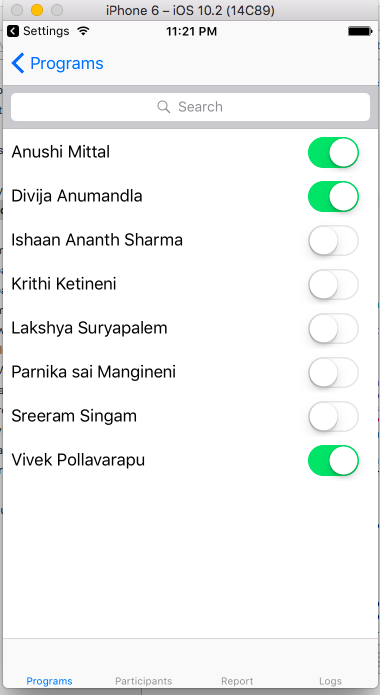 iPhone 6 – iOS 10.2 (14C89)
Settings 11:21 PM
Programs
Search
Anushi Mittal
Divija Anumandla
Ishaan Ananth Sharma
Krithi Ketineni
Lakshya Suryapalem
Parnika sai Mangineni
Sreeram Singam
Vivek Pollavarapu
Programs Participants Report Logs